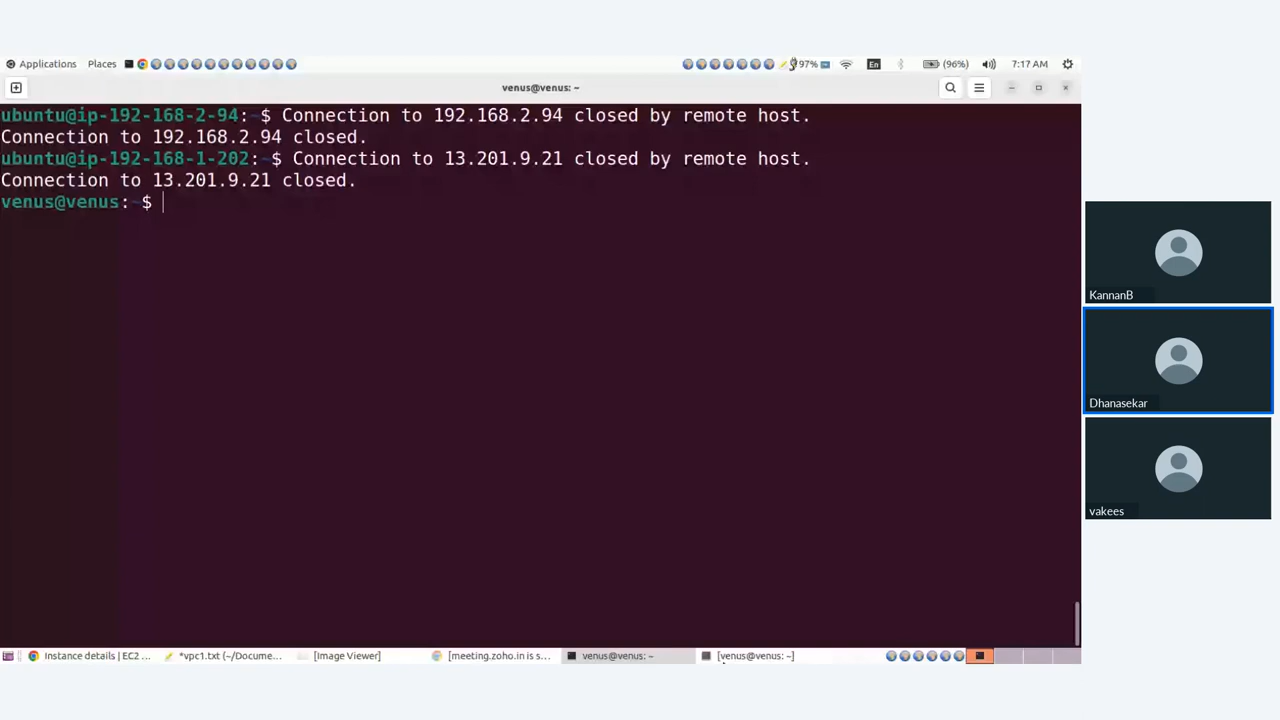 Applications Places 97% En (96%) 7:17 AM
venus@venus: ~
ubuntu@ip-192-168-2-94:~$ Connection to 192.168.2.94 closed by remote host.
Connection to 192.168.2.94 closed.
ubuntu@ip-192-168-1-202:~$ Connection to 13.201.9.21 closed by remote host.
Connection to 13.201.9.21 closed.
venus@venus:~$
KannanB
Dhanasekar
vakees
Instance details | EC2 ... *vpc1.txt (~/Docume... [Image Viewer] [meeting.zoho.in is s... venus@venus: ~ [venus@venus: ~]